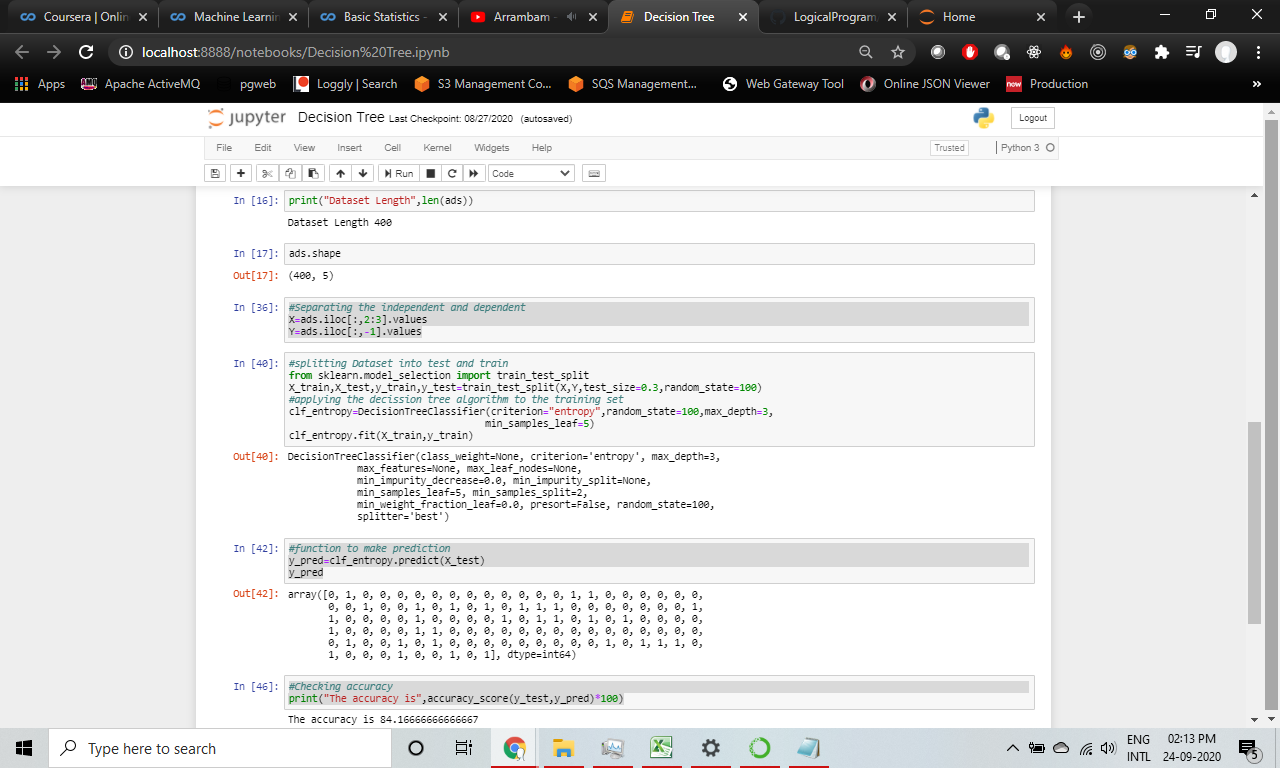 Coursera | Onlin
Machine Learnin
Basic Statistics -
Arrambam -
Decision Tree
LogicalProgram
Home
localhost:8888/notebooks/Decision%20Tree.ipynb
Apps
Apache ActiveMQ
pgweb
Loggly | Search
S3 Management Co...
SQS Management...
Web Gateway Tool
Online JSON Viewer
now
Production
»
jupyter Decision Tree Last Checkpoint: 08/27/2020 (autosaved)
Logout
File Edit View Insert Cell Kernel Widgets Help
Trusted
Python 3
Run
Code
In [16]: print("Dataset Length",len(ads))
Dataset Length 400
In [17]: ads.shape
Out[17]: (400, 5)
In [36]: #Separating the independent and dependent
X=ads.iloc[:,2:3].values
Y=ads.iloc[:,-1].values
In [40]: #splitting Dataset into test and train
from sklearn.model_selection import train_test_split
X_train,X_test,y_train,y_test=train_test_split(X,Y,test_size=0.3,random_state=100)
#applying the decission tree algorithm to the training set
clf_entropy=DecisionTreeClassifier(criterion="entropy",random_state=100,max_depth=3,
min_samples_leaf=5)
clf_entropy.fit(X_train,y_train)
Out[40]: DecisionTreeClassifier(class_weight=None, criterion='entropy', max_depth=3,
max_features=None, max_leaf_nodes=None,
min_impurity_decrease=0.0, min_impurity_split=None,
min_samples_leaf=5, min_samples_split=2,
min_weight_fraction_leaf=0.0, presort=False, random_state=100,
splitter='best')
In [42]: #function to make prediction
y_pred=clf_entropy.predict(X_test)
y_pred
Out[42]: array([0, 1, 0, 0, 0, 0, 0, 0, 0, 0, 0, 0, 0, 0, 1, 1, 0, 0, 0, 0, 0, 0,
0, 0, 1, 0, 0, 1, 0, 1, 0, 1, 0, 1, 1, 1, 0, 0, 0, 0, 0, 0, 0, 1,
1, 0, 0, 0, 0, 1, 0, 0, 0, 0, 1, 0, 1, 1, 0, 1, 0, 1, 0, 0, 0, 0,
1, 0, 0, 0, 0, 1, 1, 0, 0, 0, 0, 0, 0, 0, 0, 0, 0, 0, 0, 0, 0, 0,
0, 1, 0, 0, 1, 0, 1, 0, 0, 0, 0, 0, 0, 0, 0, 0, 1, 0, 1, 1, 1, 0,
1, 0, 0, 0, 1, 0, 0, 1, 0, 1], dtype=int64)
In [46]: #Checking accuracy
print("The accuracy is",accuracy_score(y_test,y_pred)*100)
The accuracy is 84.16666666666667
Type here to search
ENG
INTL
02:13 PM
24-09-2020
5